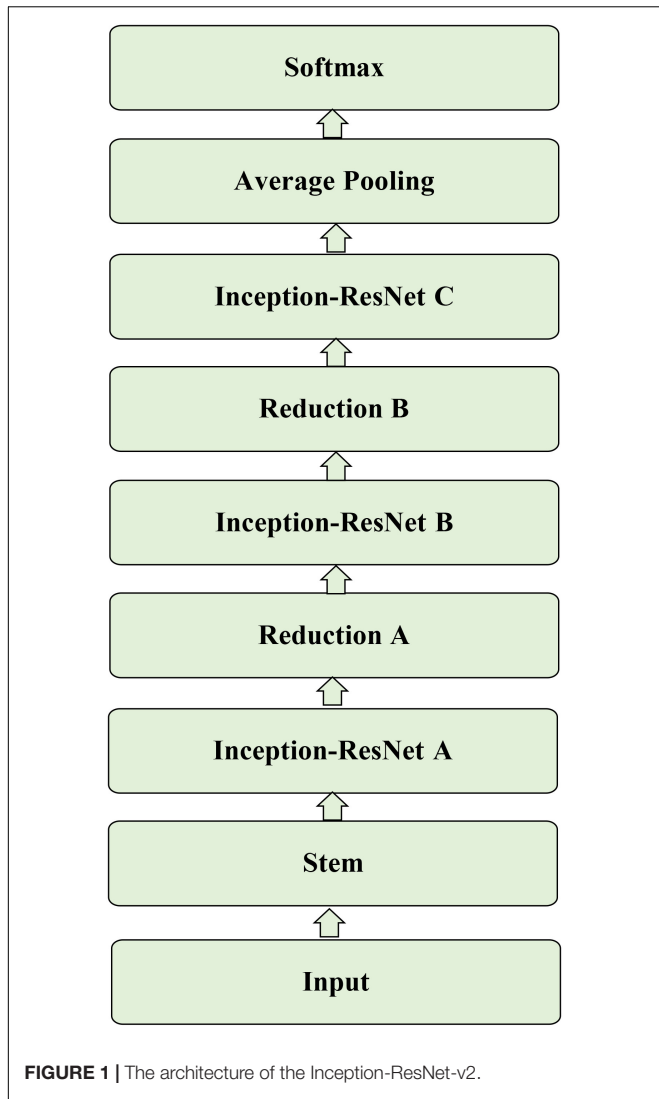 Softmax
Average Pooling
Inception-ResNet C
Reduction B
Inception-ResNet B
Reduction A
Inception-ResNet A
Stem
Input
FIGURE 1 | The architecture of the Inception-ResNet-v2.